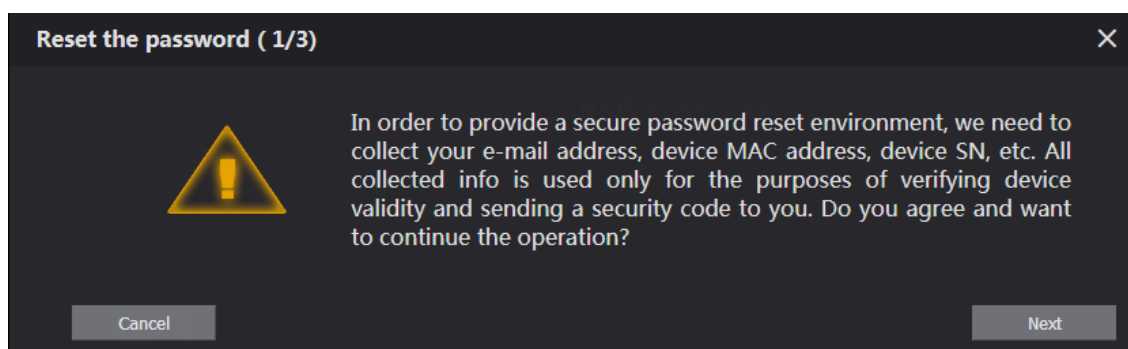 Reset the password ( 1/3)
In order to provide a secure password reset environment, we need to
collect your e-mail address, device MAC address, device SN, etc. All
collected info is used only for the purposes of verifying device
validity and sending a security code to you. Do you agree and want
to continue the operation?
Cancel
Next